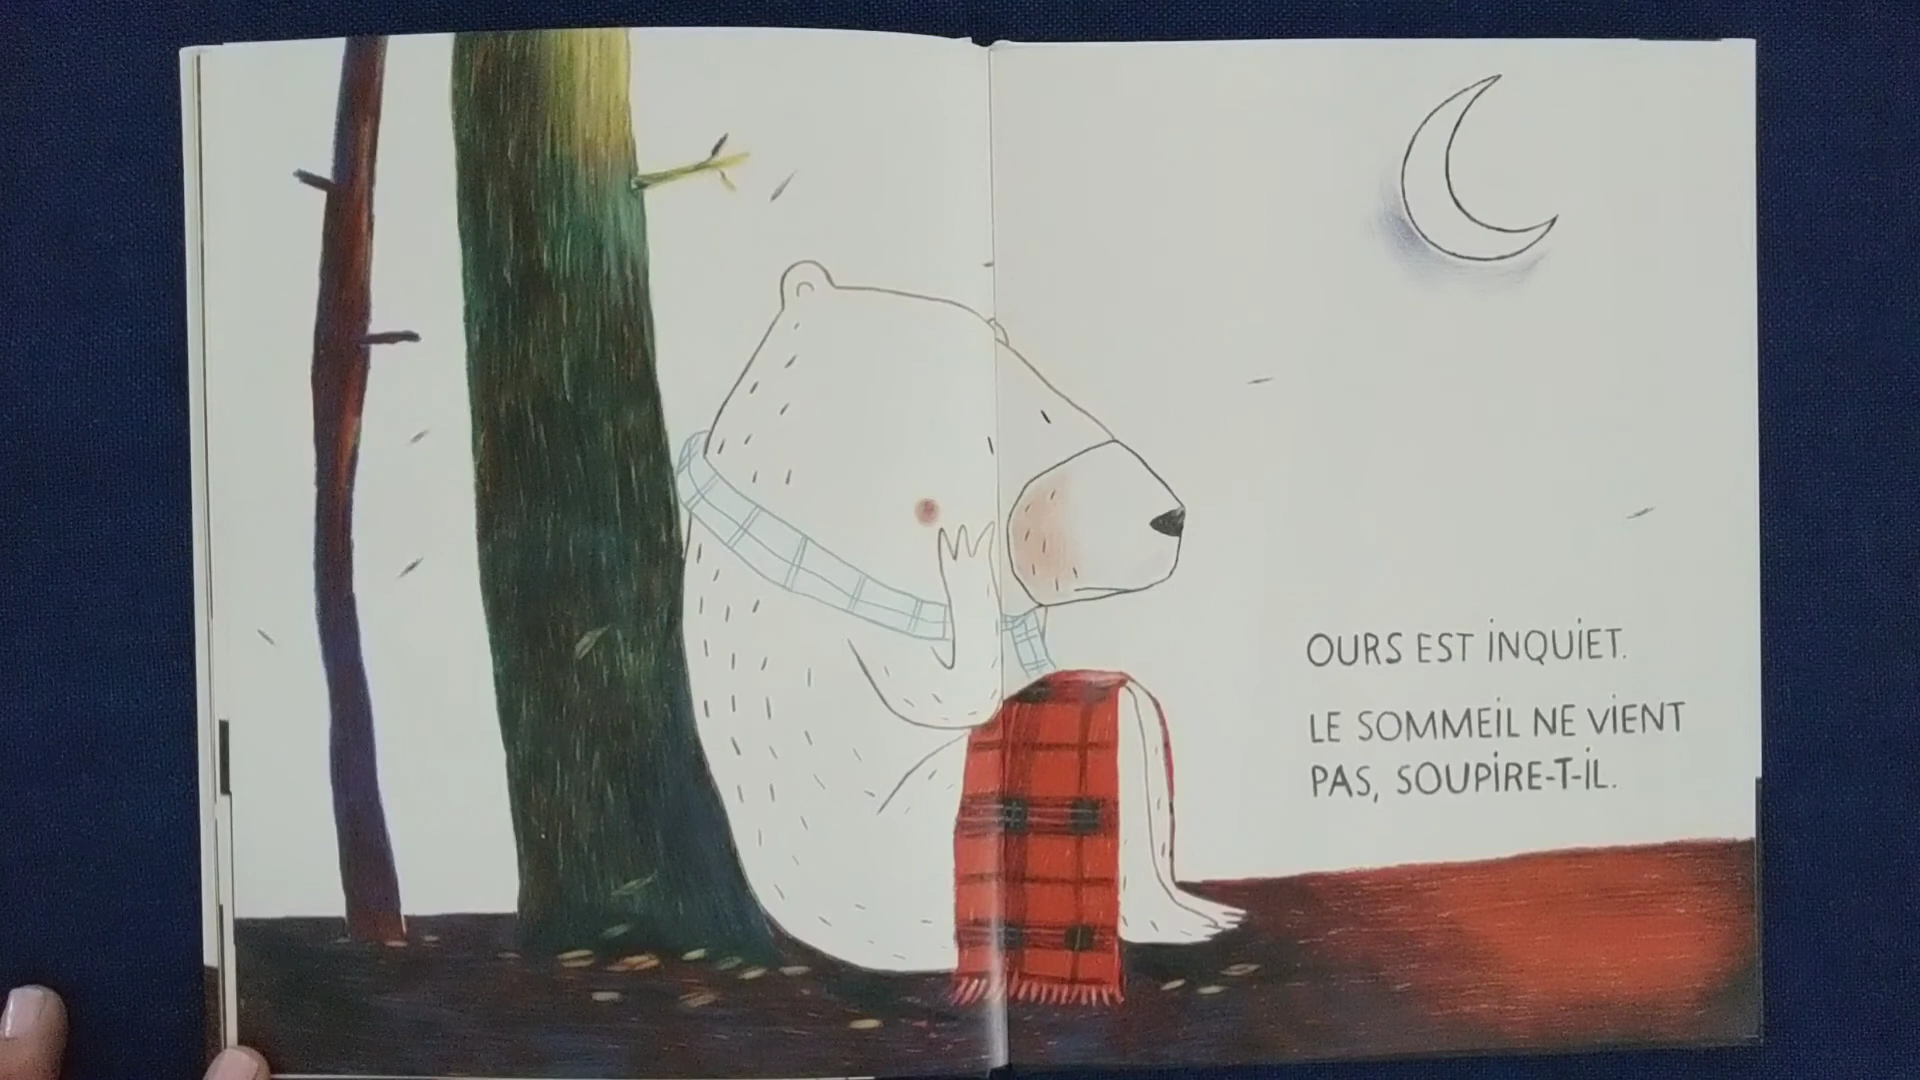 OURS EST INQUIET.
LE SOMMEIL NE VIENT
PAS, SOUPIRE-T-IL.